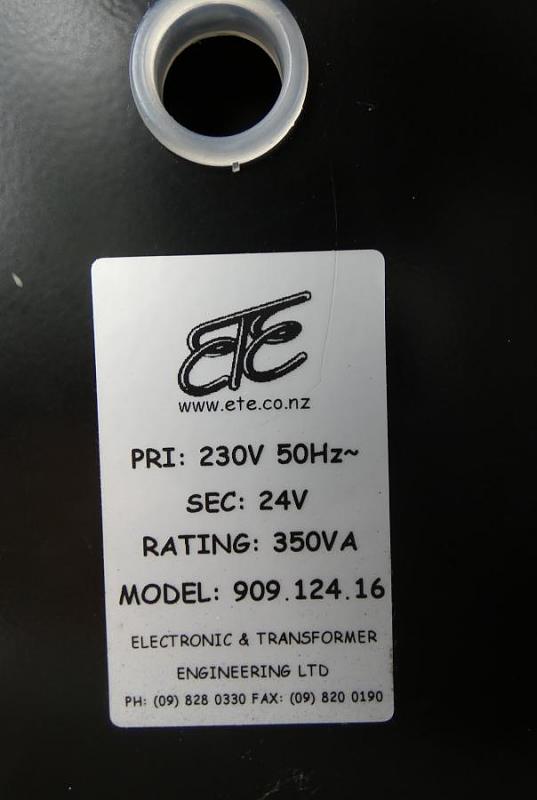 ETE
www.ete.co.nz
PRI: 230V 50Hz~
SEC: 24V
RATING: 350VA
MODEL: 909.124.16
ELECTRONIC & TRANSFORMER
ENGINEERING LTD
PH: (09) 828 0330 FAX: (09) 820 0190